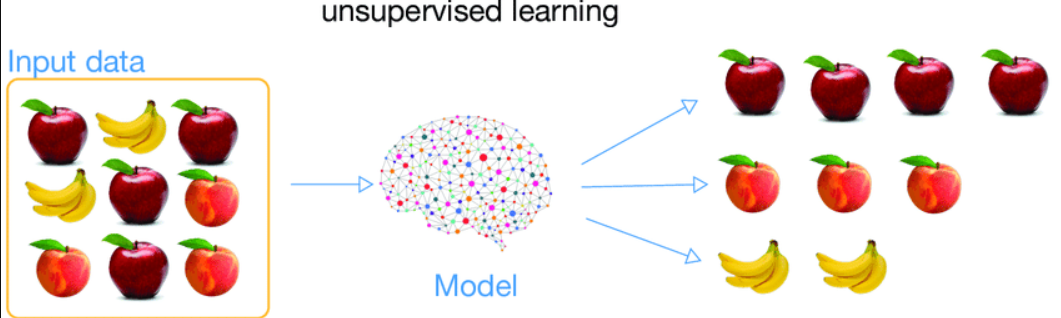 unsupervised learning
Input data
Model